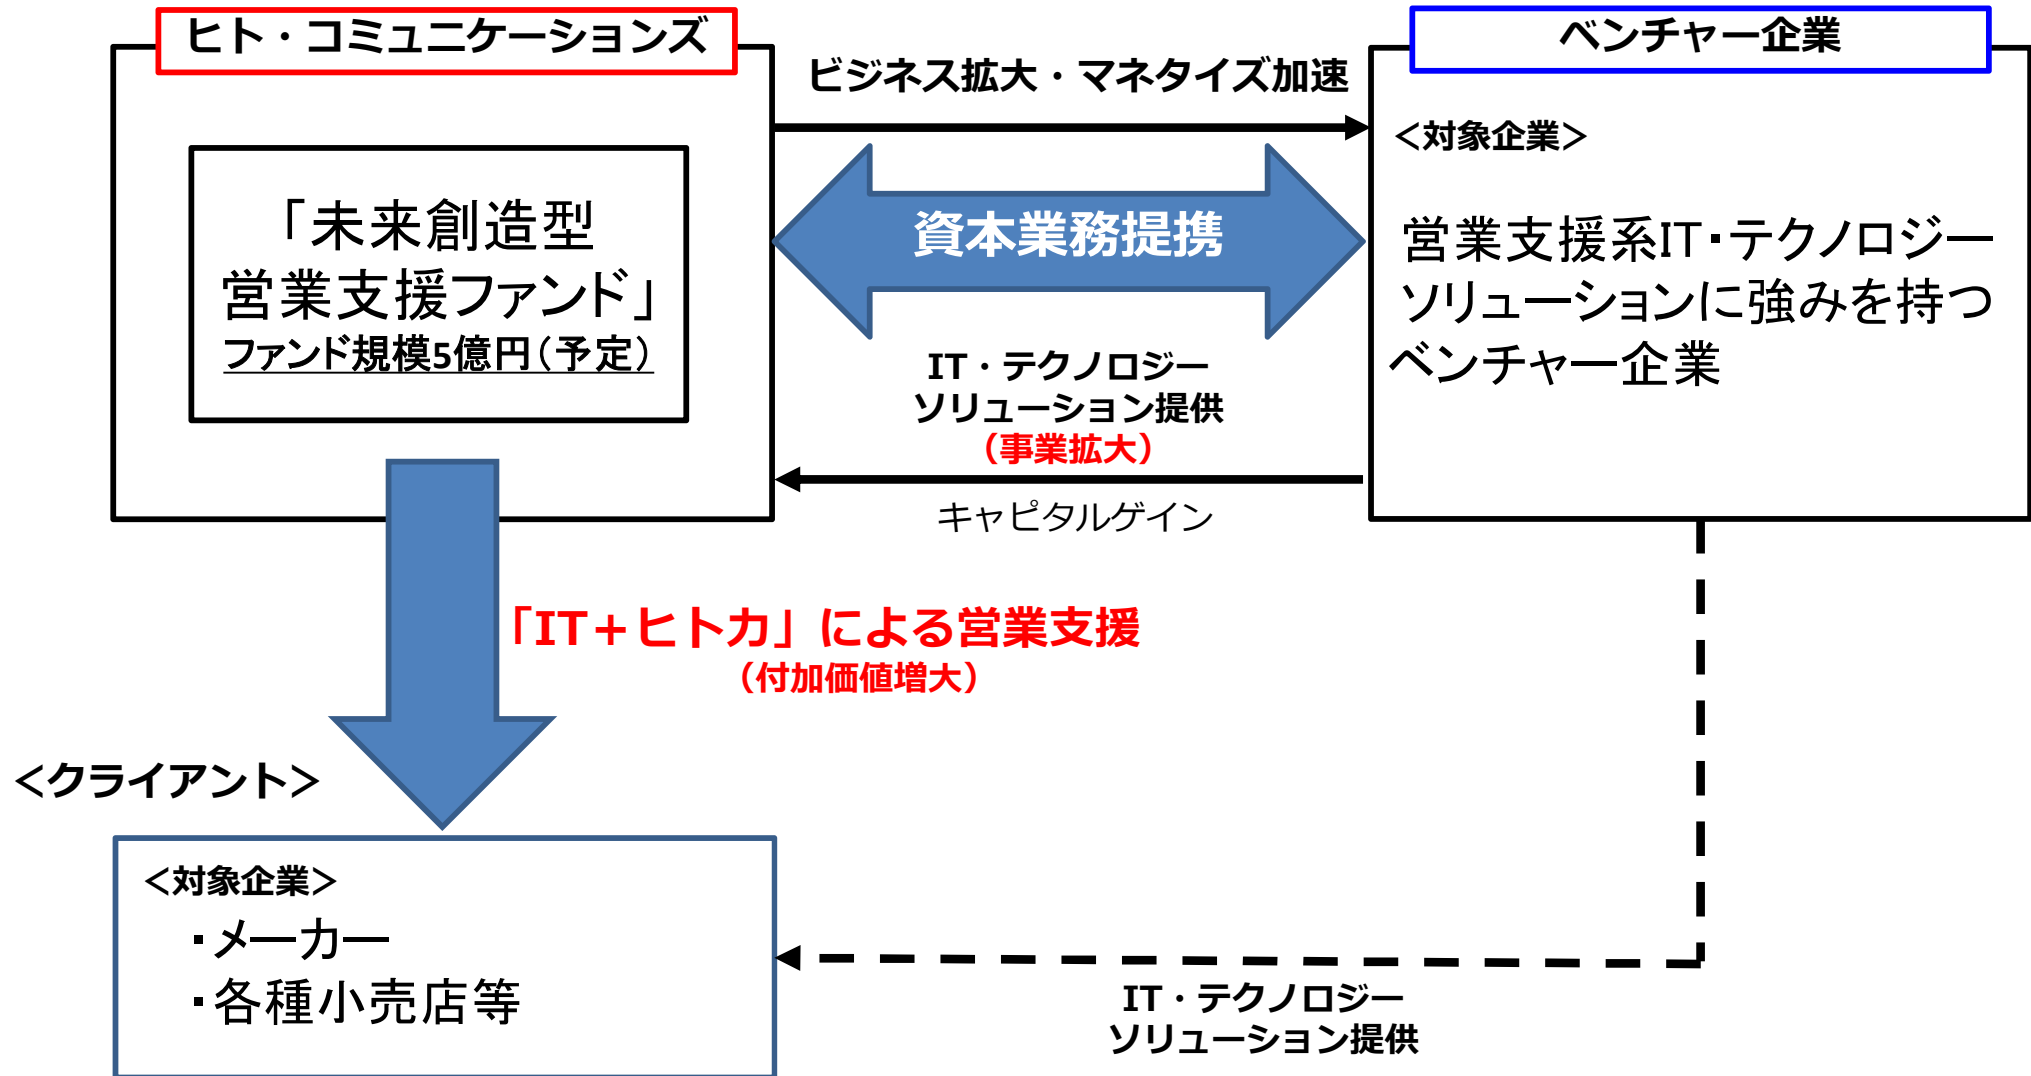 ヒト・コミュニケーションズ
「未来創造型
営業支援ファンド」
ファンド規模5億円（予定）
ビジネス拡大・マネタイズ加速
資本業務提携
IT・テクノロジー
ソリューション提供
（事業拡大）
キャピタルゲイン
ベンチャー企業
＜対象企業＞
営業支援系IT・テクノロジー
ソリューションに強みを持つ
ベンチャー企業
「IT＋ヒト力」による営業支援
（付加価値増大）
＜クライアント＞
＜対象企業＞
・メーカー
・各種小売店等
IT・テクノロジー
ソリューション提供